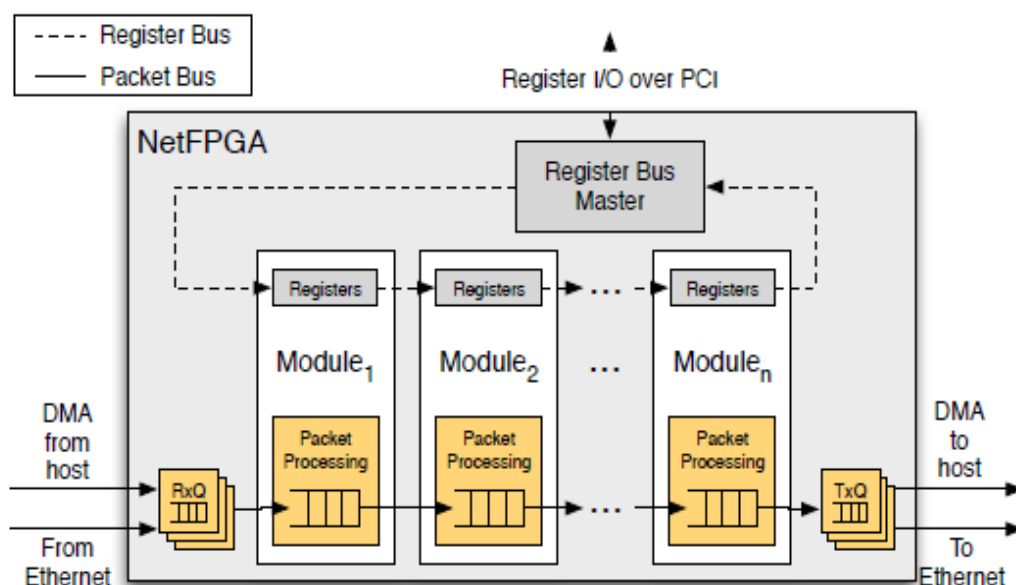 Register Bus
Packet Bus
Register I/O over PCI
NetFPGA
Register Bus
Master
Registers
Registers
...
Registers
Module1
Module2
...
Modulen
DMA
from
host
Packet
Processing
Packet
Processing
Packet
Processing
DMA
to
host
RxQ
...
TxQ
From
Ethernet
To
Ethernet